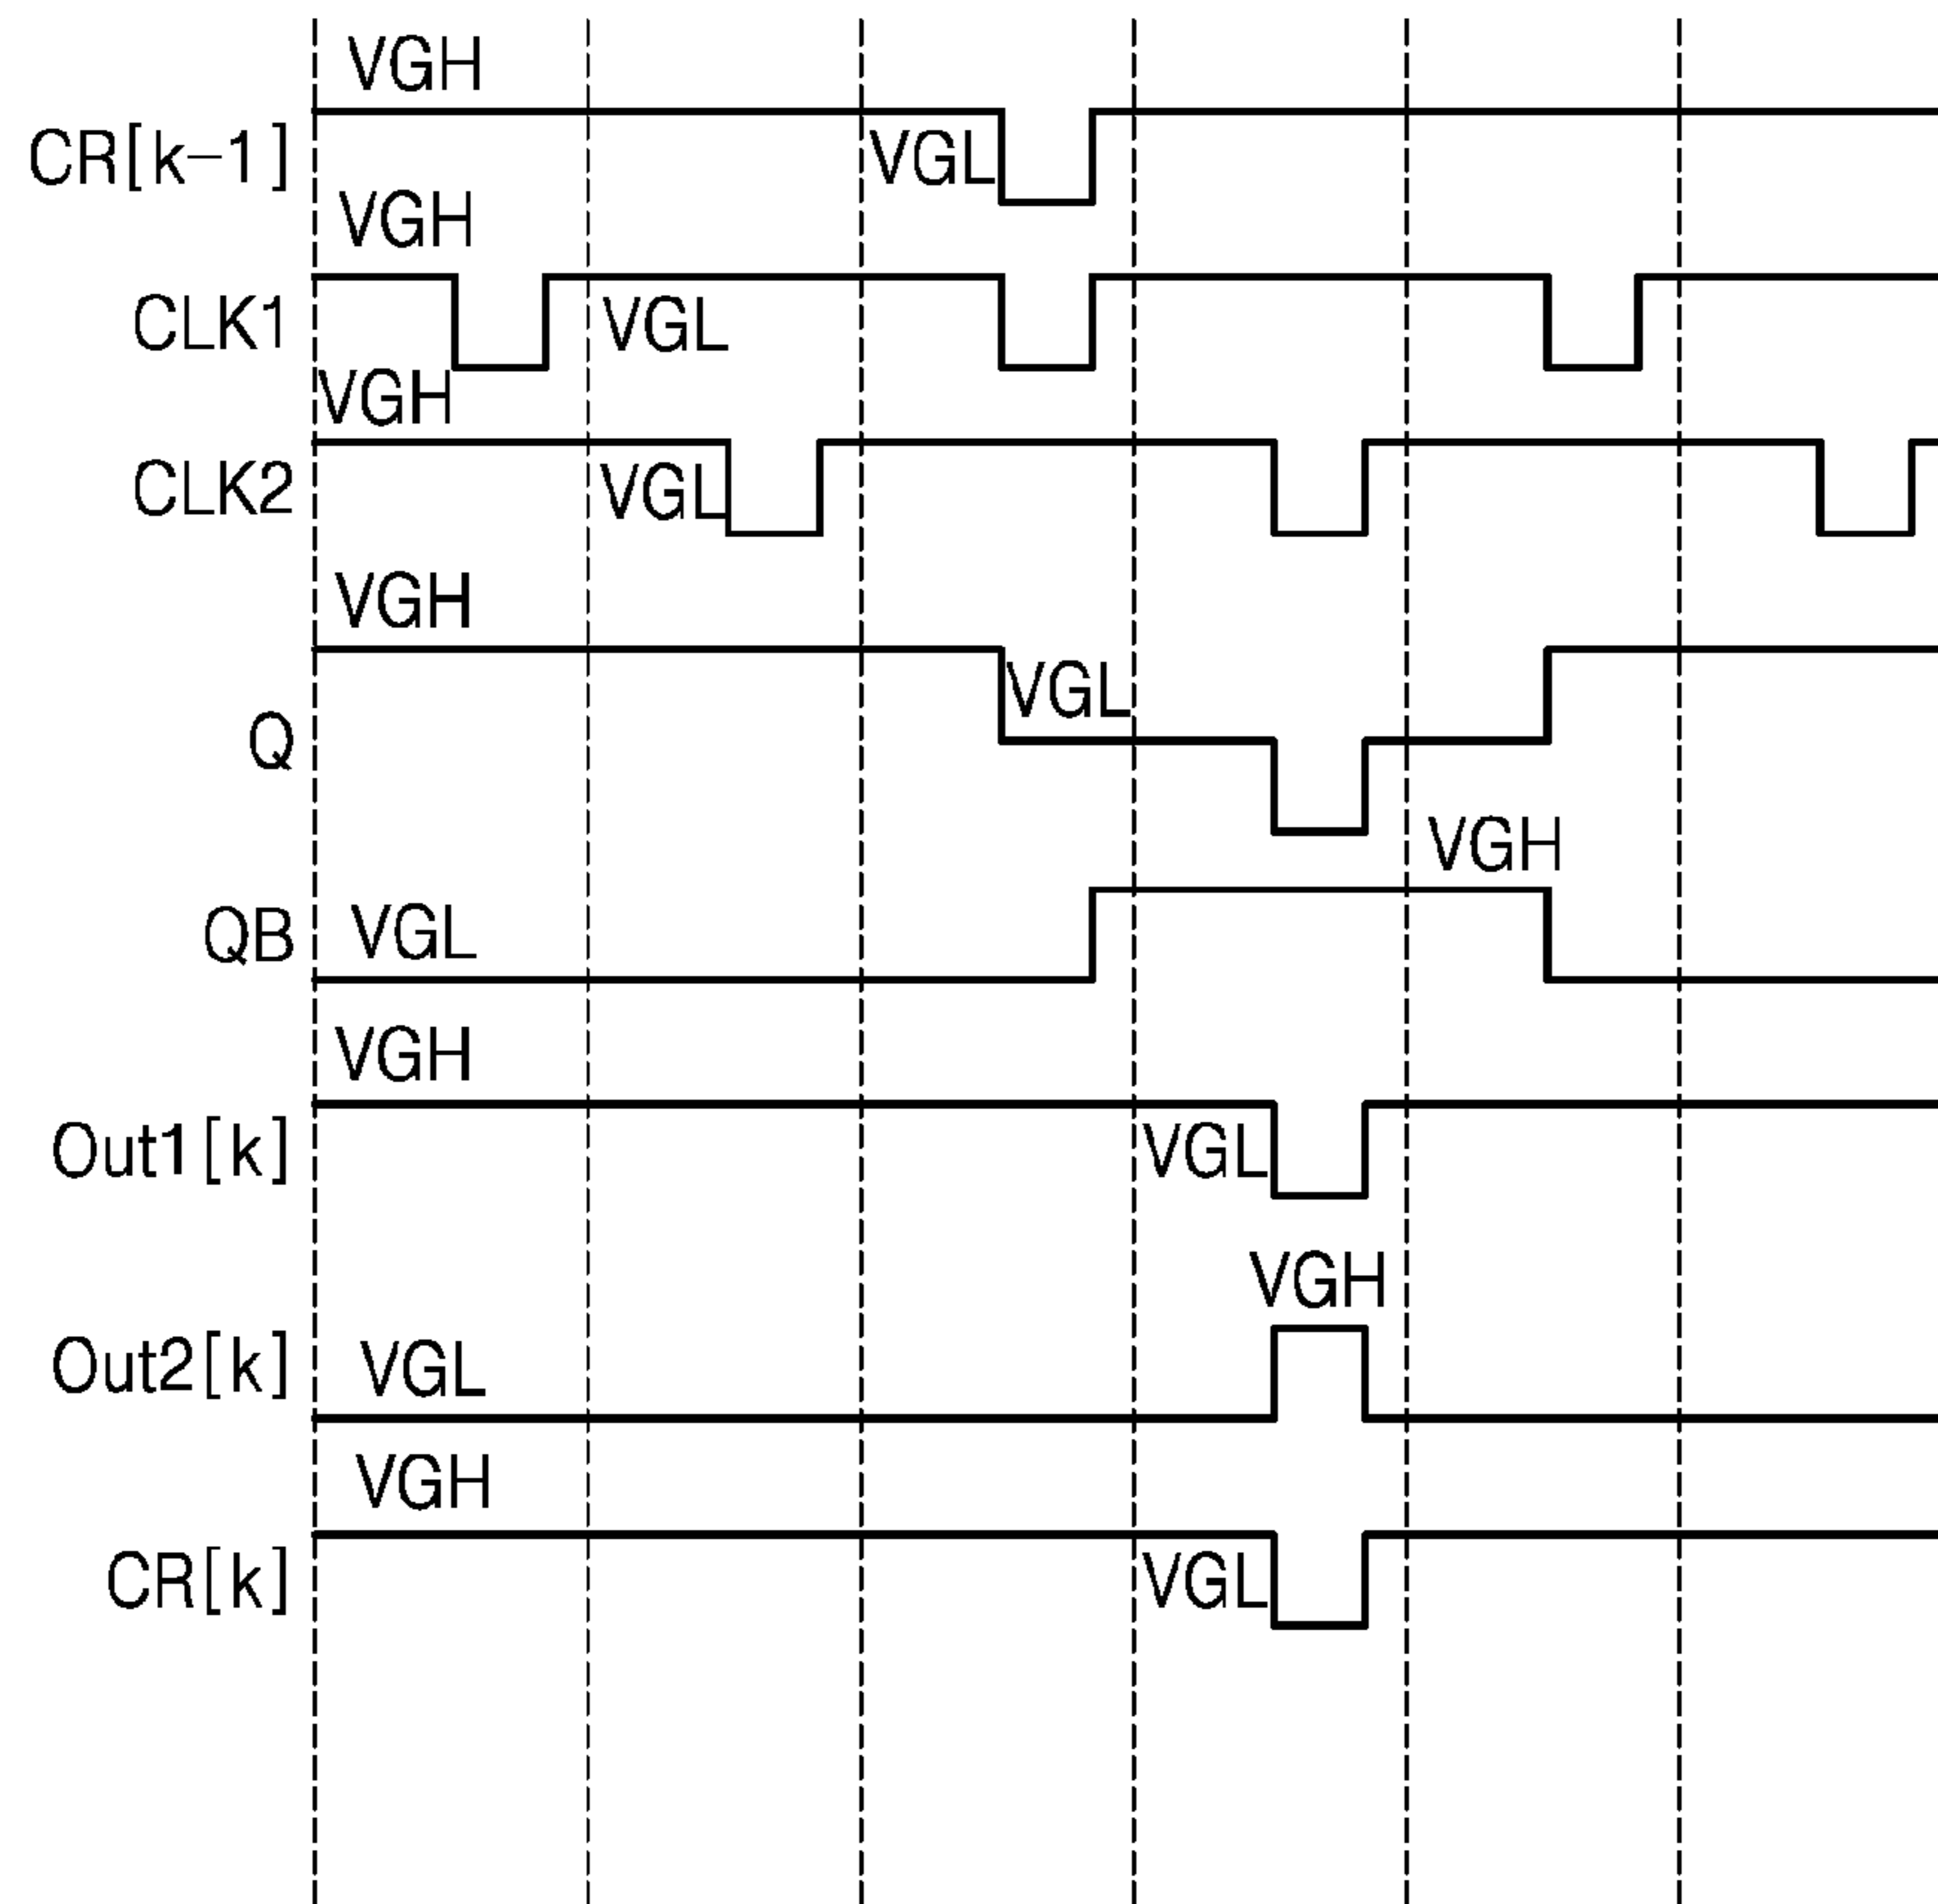 VGH
CR[k-1]
VGL
VGH
CLK1
VGL
VGH
CLK2
VGL
VGH
Q
VGL
VGH
QB
VGL
VGH
Out1[k]
VGL
VGH
Out2[k]
VGL
VGH
CR[k]
VGL